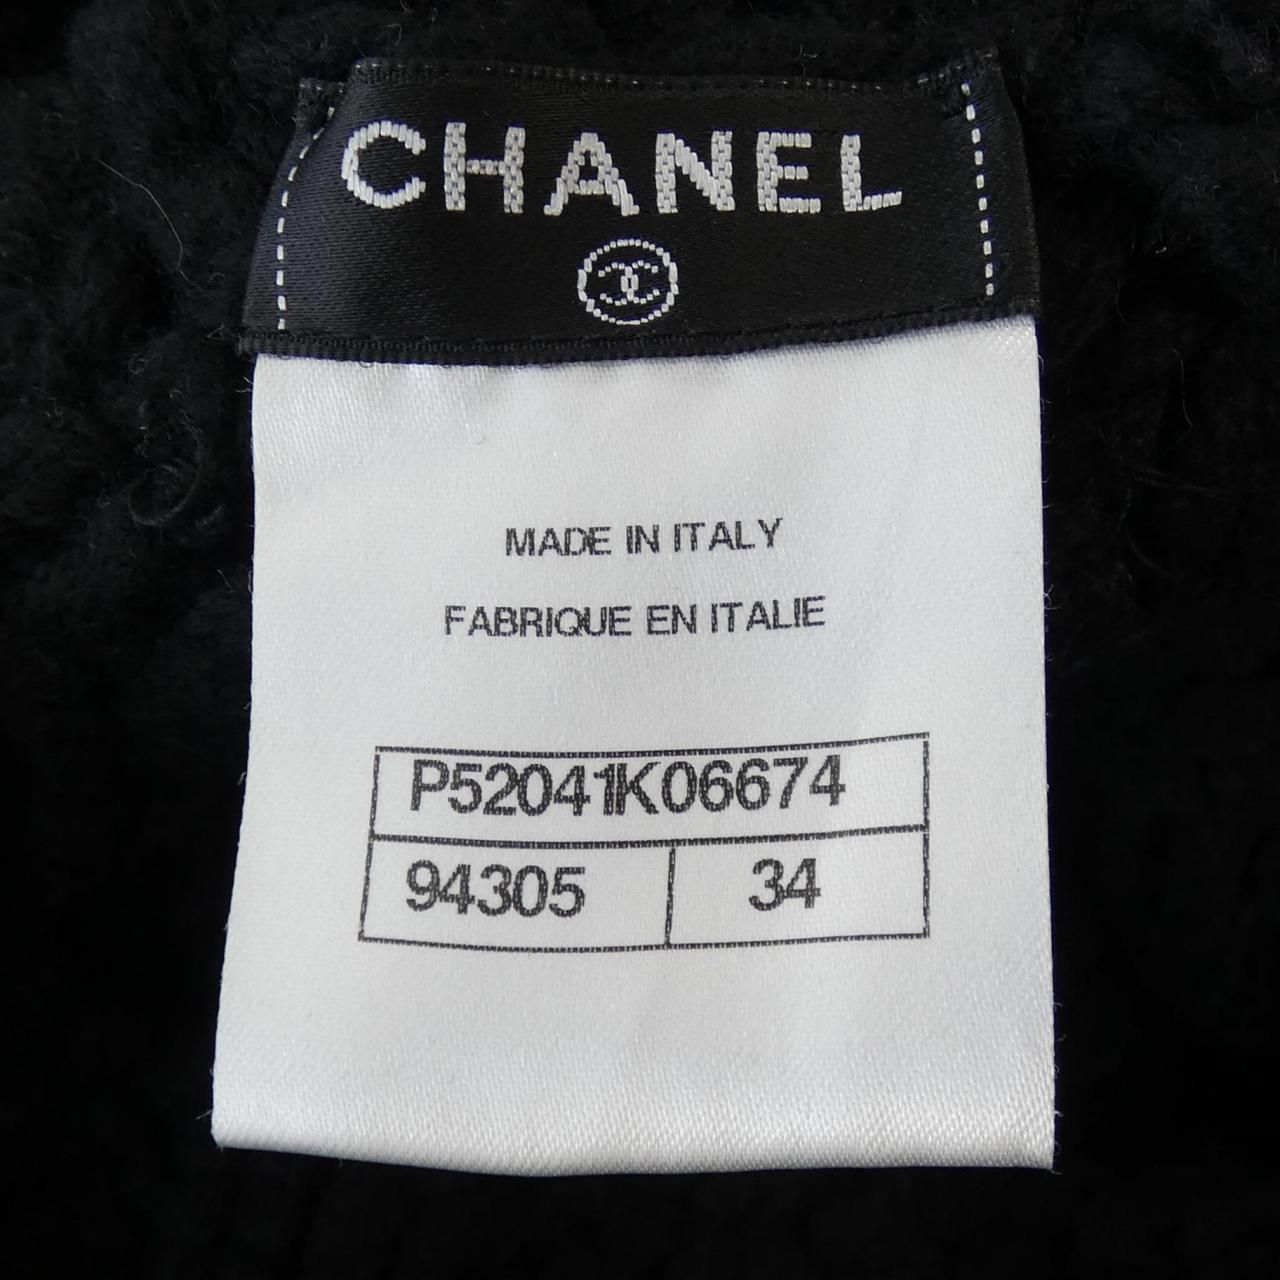 CHANEL
MADE IN ITALY
FABRIQUE EN ITALIE
P52041K06674
94305 34